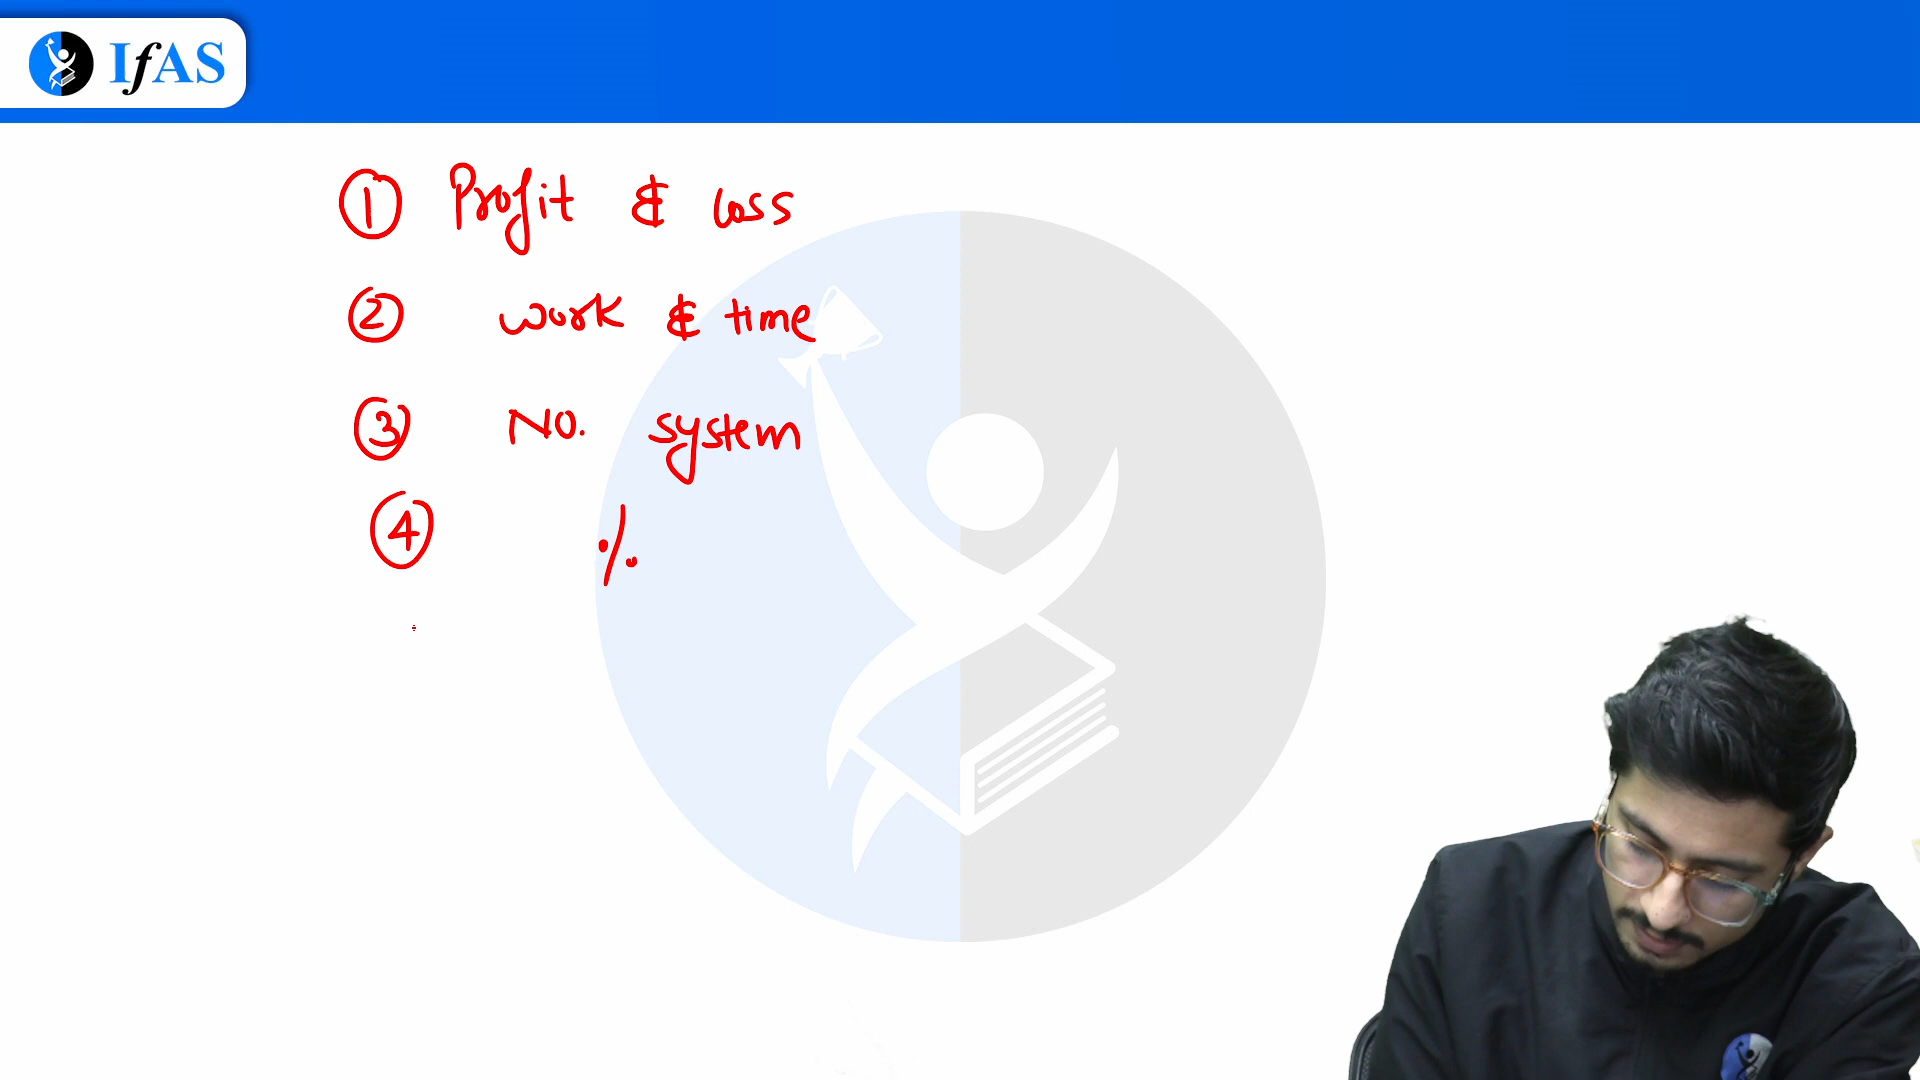 IfAS
① Profit & loss
② work & time
③ No. system
④ %